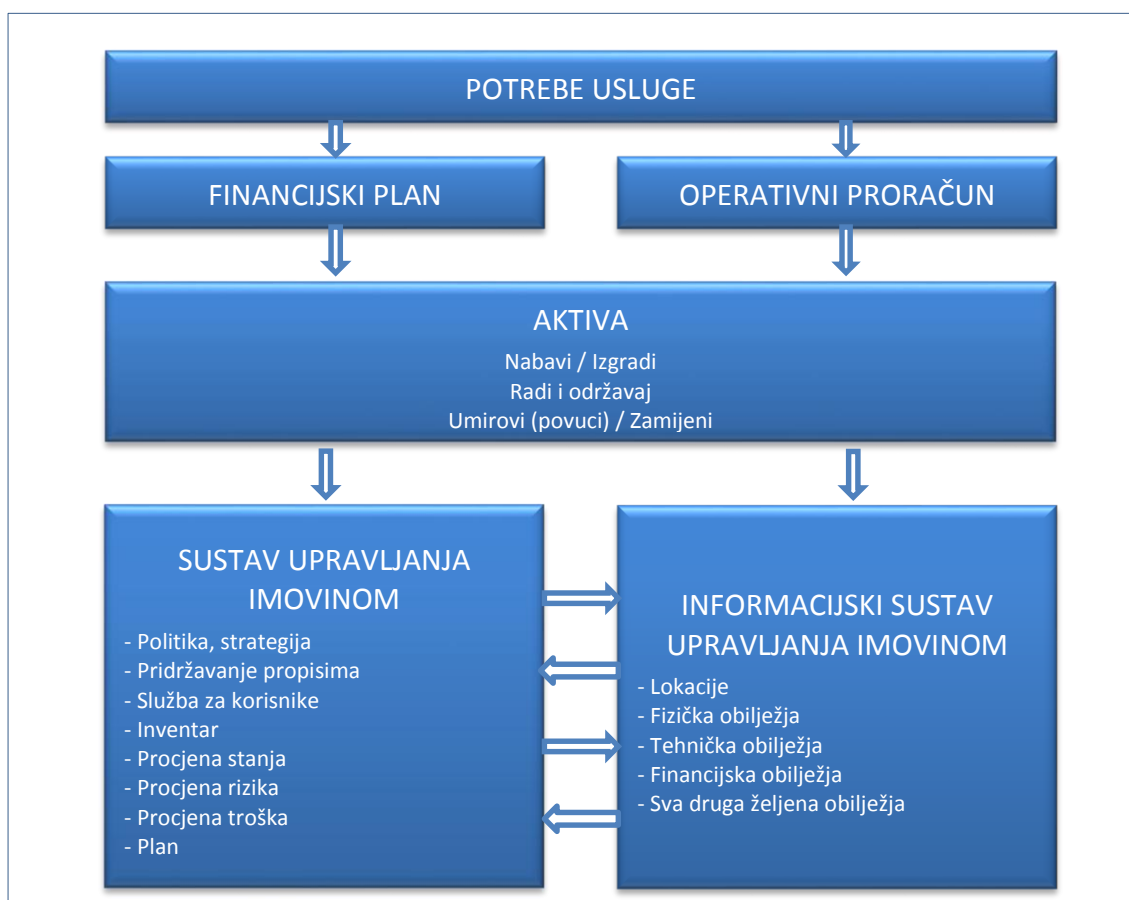 POTREBE USLUGE
FINANCIJSKI PLAN
OPERATIVNI PRORAČUN
AKTIVA
Nabavi / Izgradi
Radi i održavaj
Umirovi (povuci) / Zamijeni
SUSTAV UPRAVLJANJA
IMOVINOM
- Politika, strategija
- Pridržavanje propisima
- Služba za korisnike
- Inventar
- Procjena stanja
- Procjena rizika
- Procjena troška
- Plan
INFORMACIJSKI SUSTAV
UPRAVLJANJA IMOVINOM
- Lokacije
- Fizička obilježja
- Tehnička obilježja
- Financijska obilježja
- Sva druga željena obilježja